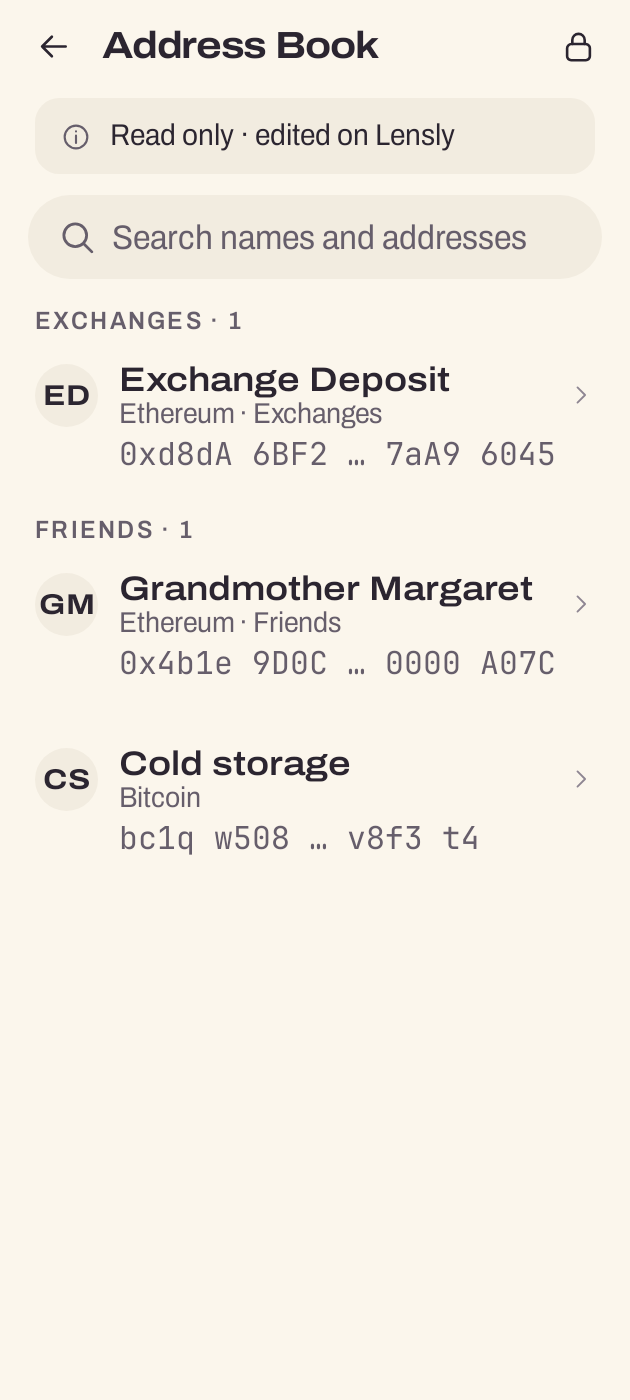 Address Book
Read only · edited on Lensly
Search names and addresses
EXCHANGES · 1
ED
Exchange Deposit
Ethereum · Exchanges
0xd8dA 6BF2 … 7aA9 6045
FRIENDS · 1
GM
Grandmother Margaret
Ethereum · Friends
0x4b1e 9D0C … 0000 A07C
CS
Cold storage
Bitcoin
bc1q w508 … v8f3 t4